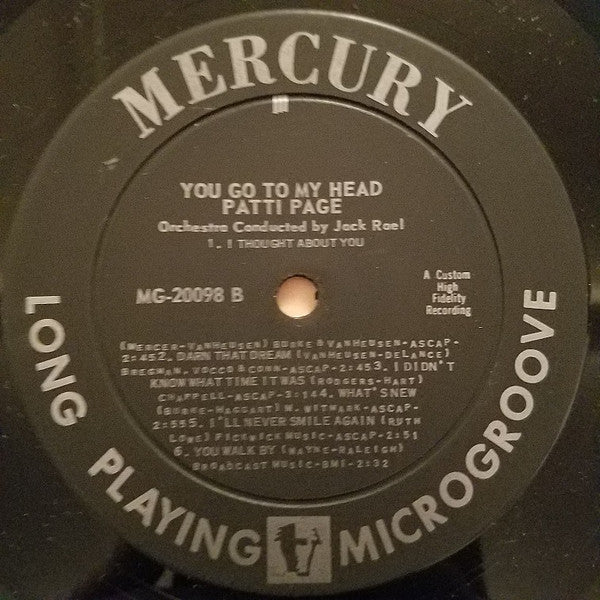 MERCURY
YOU GO TO MY HEAD
PATTI PAGE
Orchestra Conducted by Jack Rael
1. I THOUGHT ABOUT YOU
MG-20098 B
A Custom
High
Fidelity
Recording
(MERCER-VANHEUSEN) BURKE & VANHEUSEN-ASCAP-
2:452. DARN THAT DREAM (VANHEUSEN-DELANCE)
BREGMAN, VOCCO & CONN-ASCAP-2:453. I DIDN'T
KNOW WHAT TIME IT WAS (RODGERS-HART)
CHAPPELL-ASCAP-3:144. WHAT'S NEW
(BURKE-HAGGART) M. WITMARK-ASCAP-
2:555. I'LL NEVER SMILE AGAIN (RUTH
LOWE) PICKWICK MUSIC-ASCAP-2:51
6. YOU WALK BY (WAYNE-RALEIGH)
BROADCAST MUSIC-BMI-2:32
LONG PLAYING MICROGROOVE